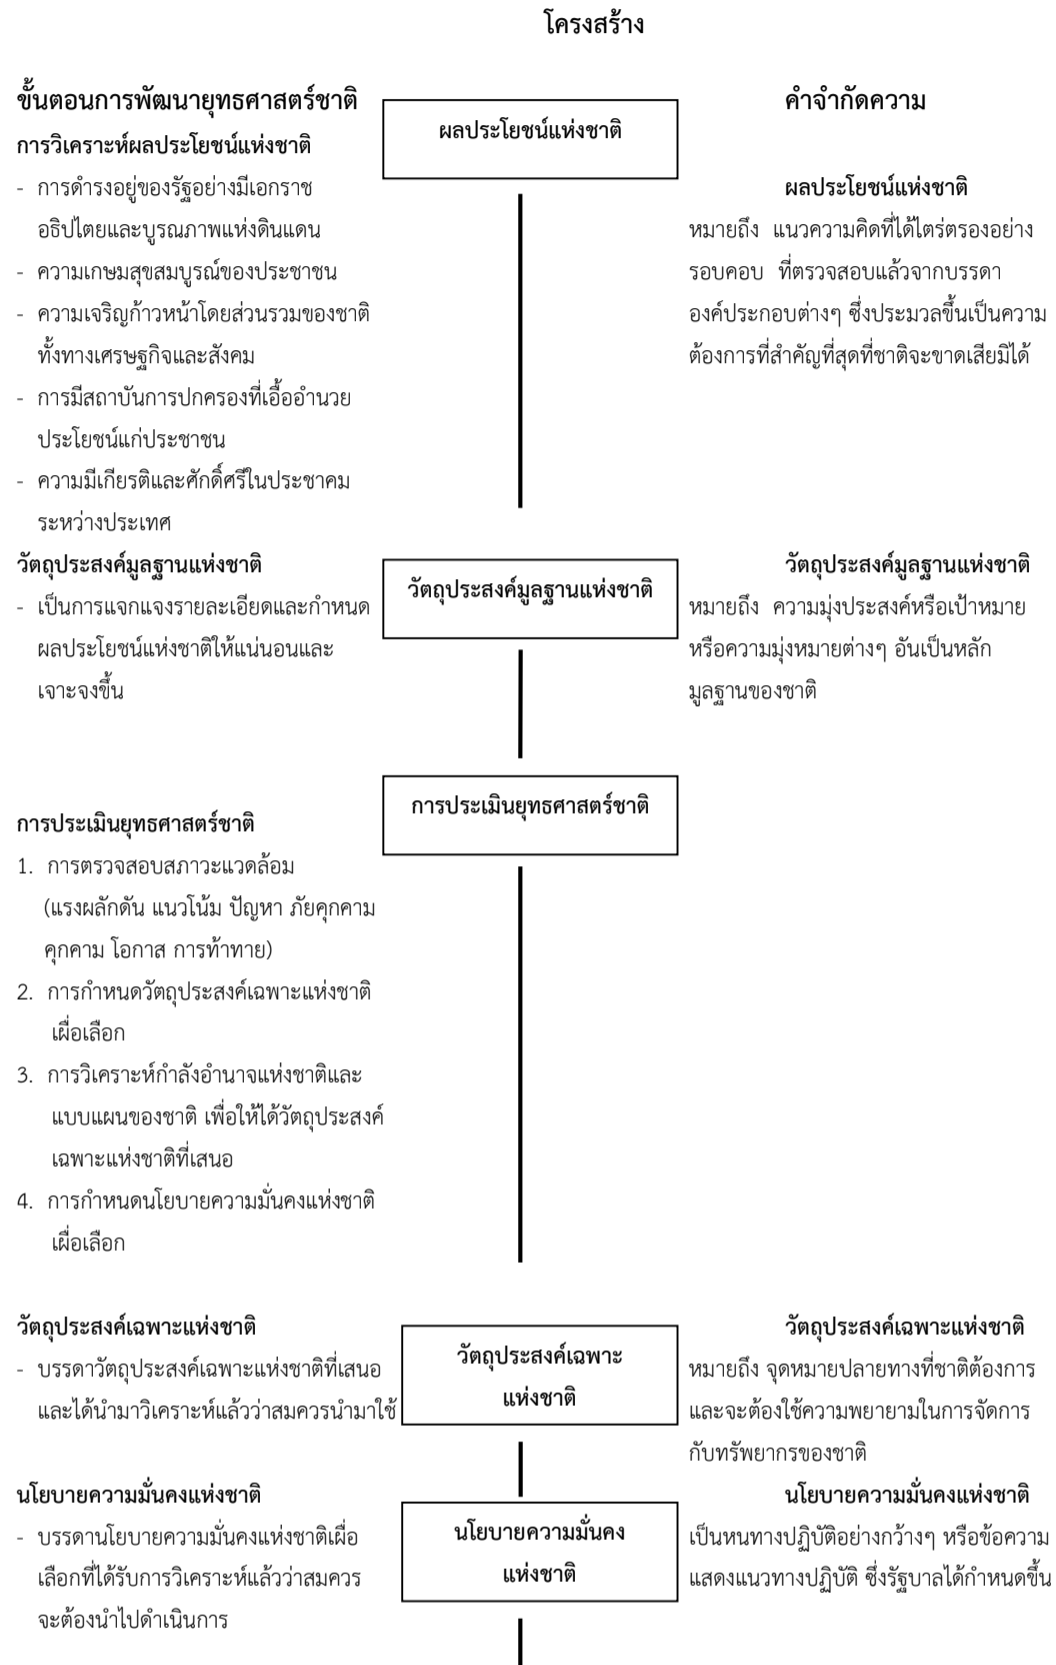 โครงสร้าง
ขั้นตอนการพัฒนายุทธศาสตร์ชาติ
การวิเคราะห์ผลประโยชน์แห่งชาติ
- การดำรงอยู่ของรัฐอย่างมีเอกราช
อธิปไตยและบูรณภาพแห่งดินแดน
- ความเกษมสุขสมบูรณ์ของประชาชน
- ความเจริญก้าวหน้าโดยส่วนรวมของชาติ
ทั้งทางเศรษฐกิจและสังคม
- การมีสถาบันการปกครองที่เอื้ออำนวย
ประโยชน์แก่ประชาชน
- ความมีเกียรติและศักดิ์ศรีในประชาคม
ระหว่างประเทศ
ผลประโยชน์แห่งชาติ
คำจำกัดความ
ผลประโยชน์แห่งชาติ
หมายถึง แนวความคิดที่ได้ไตร่ตรองอย่าง
รอบคอบ ที่ตรวจสอบแล้วจากบรรดา
องค์ประกอบต่างๆ ซึ่งประมวลขึ้นเป็นความ
ต้องการที่สำคัญที่สุดที่ชาติจะขาดเสียมิได้
วัตถุประสงค์มูลฐานแห่งชาติ
- เป็นการแจกแจงรายละเอียดและกำหนด
ผลประโยชน์แห่งชาติให้แน่นอนและ
เจาะจงขึ้น
วัตถุประสงค์มูลฐานแห่งชาติ
วัตถุประสงค์มูลฐานแห่งชาติ
หมายถึง ความมุ่งประสงค์หรือเป้าหมาย
หรือความมุ่งหมายต่างๆ อันเป็นหลัก
มูลฐานของชาติ
การประเมินยุทธศาสตร์ชาติ
การประเมินยุทธศาสตร์ชาติ
1. การตรวจสอบสภาวะแวดล้อม
(แรงผลักดัน แนวโน้ม ปัญหา ภัยคุกคาม
คุกคาม โอกาส การท้าทาย)
2. การกำหนดวัตถุประสงค์เฉพาะแห่งชาติ
เผื่อเลือก
3. การวิเคราะห์กำลังอำนาจแห่งชาติและ
แบบแผนของชาติ เพื่อให้ได้วัตถุประสงค์
เฉพาะแห่งชาติที่เสนอ
4. การกำหนดนโยบายความมั่นคงแห่งชาติ
เผื่อเลือก
วัตถุประสงค์เฉพาะแห่งชาติ
- บรรดาวัตถุประสงค์เฉพาะแห่งชาติที่เสนอ
และได้นำมาวิเคราะห์แล้วว่าสมควรนำมาใช้
วัตถุประสงค์เฉพาะ
แห่งชาติ
วัตถุประสงค์เฉพาะแห่งชาติ
หมายถึง จุดหมายปลายทางที่ชาติต้องการ
และจะต้องใช้ความพยายามในการจัดการ
กับทรัพยากรของชาติ
นโยบายความมั่นคงแห่งชาติ
- บรรดานโยบายความมั่นคงแห่งชาติเผื่อ
เลือกที่ได้รับการวิเคราะห์แล้วว่าสมควร
จะต้องนำไปดำเนินการ
นโยบายความมั่นคง
แห่งชาติ
นโยบายความมั่นคงแห่งชาติ
เป็นหนทางปฏิบัติอย่างกว้างๆ หรือข้อความ
แสดงแนวทางปฏิบัติ ซึ่งรัฐบาลได้กำหนดขึ้น